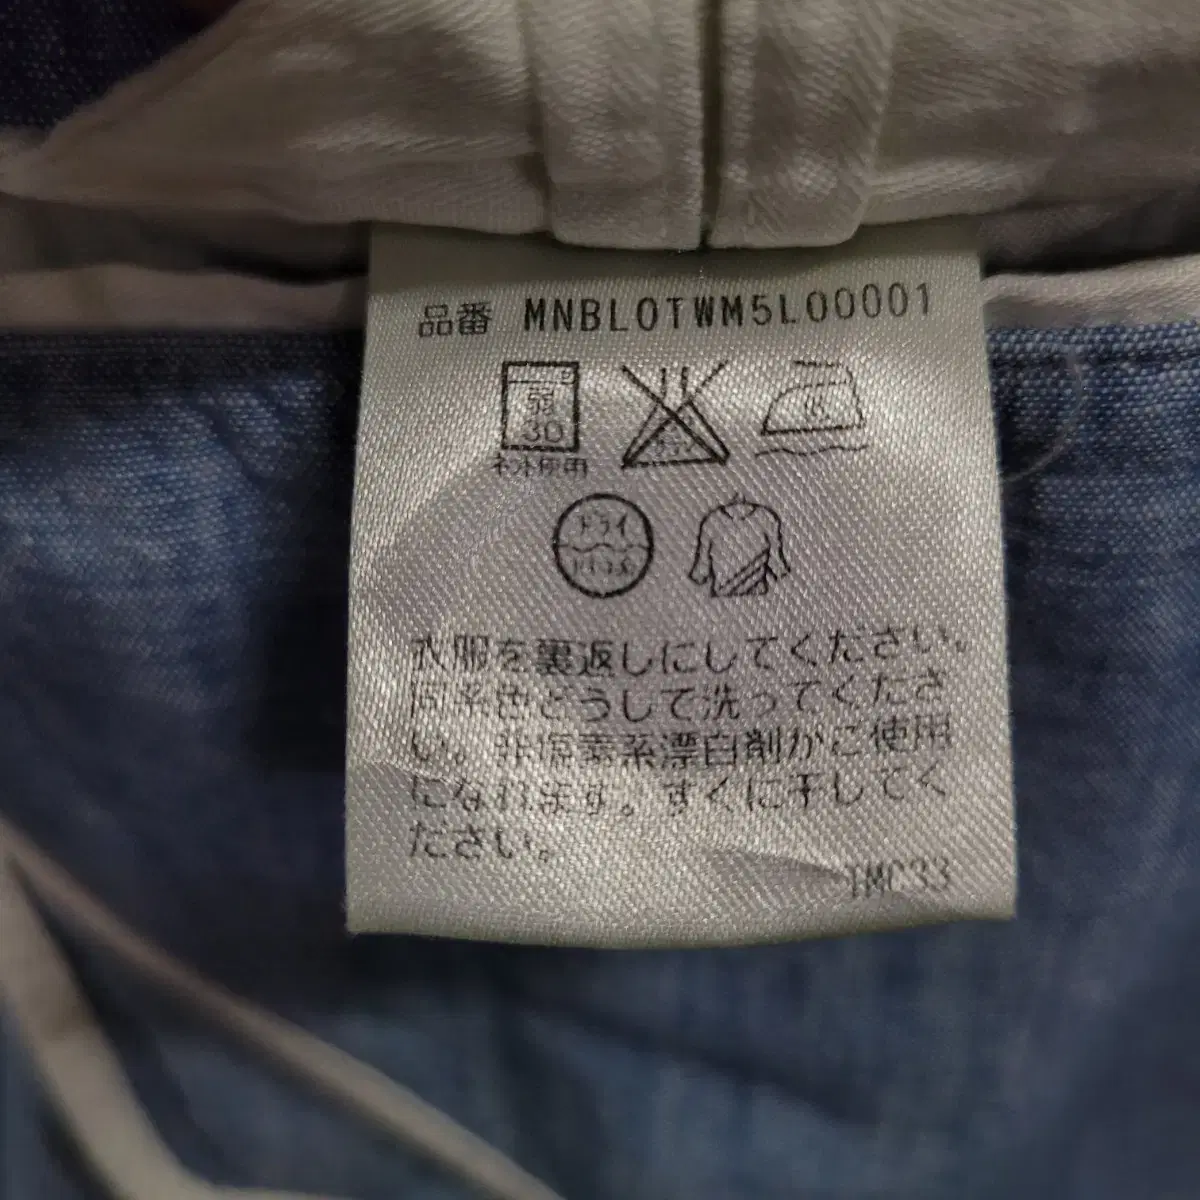 品番 MNBLOTWM5L00001
弱
30
ネット使用
低
ドライ
衣服を裏返しにしてください。
同系色どうしで洗ってくださ
い。非塩素系漂白剤がご使用
になれます。すぐに干してく
ださい。
TMC33